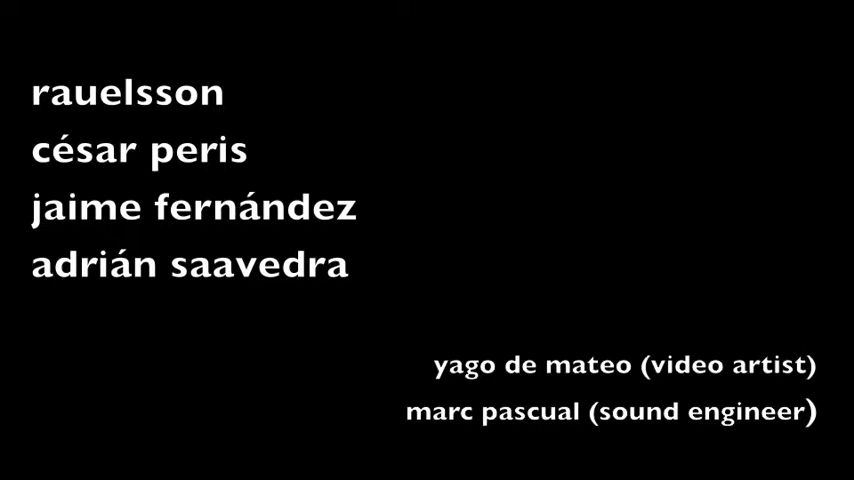 rauelsson
césar peris
jaime fernández
adrián saavedra
yago de mateo (video artist)
marc pascual (sound engineer)